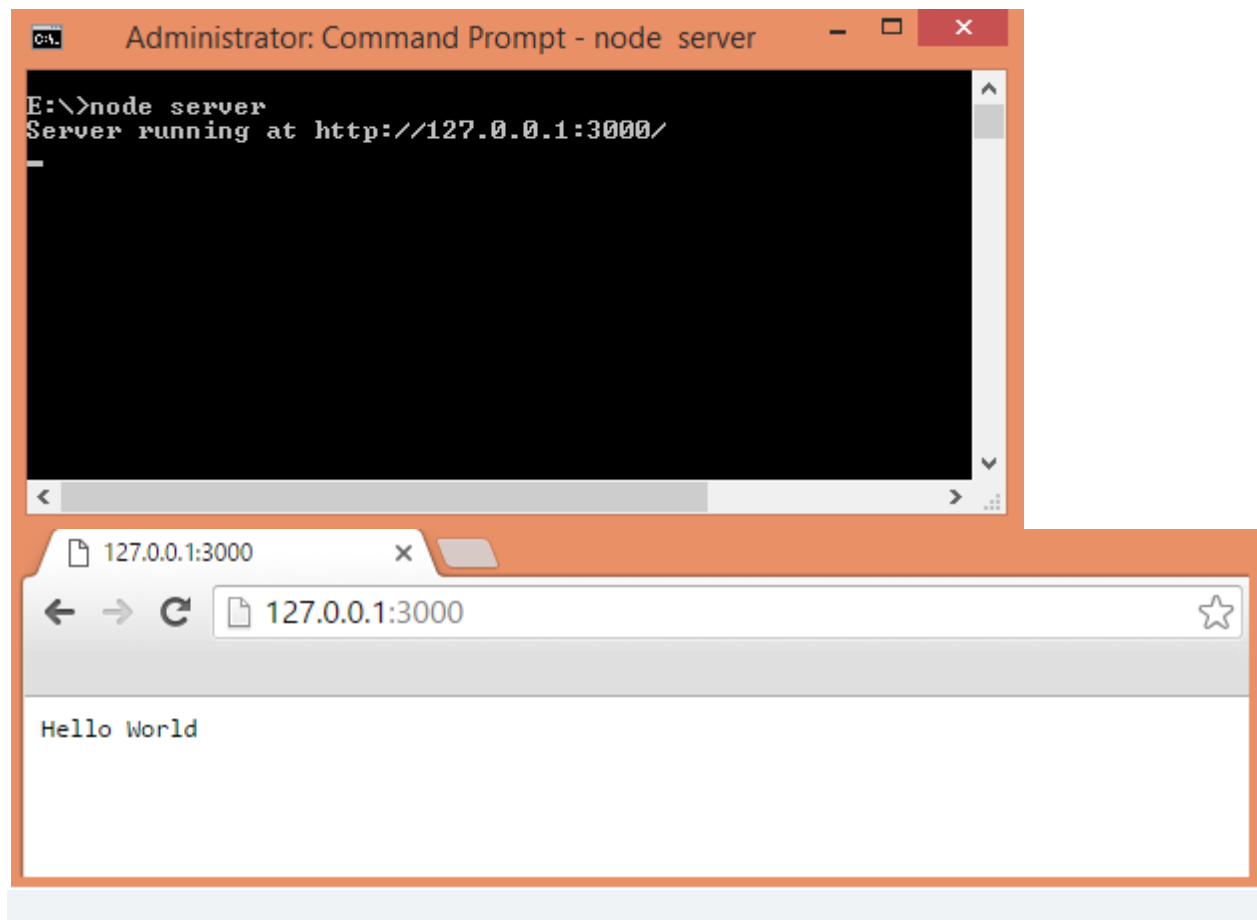 C:\.
Administrator: Command Prompt - node  server
E:\>node server
Server running at http://127.0.0.1:3000/
127.0.0.1:3000
127.0.0.1:3000
Hello World